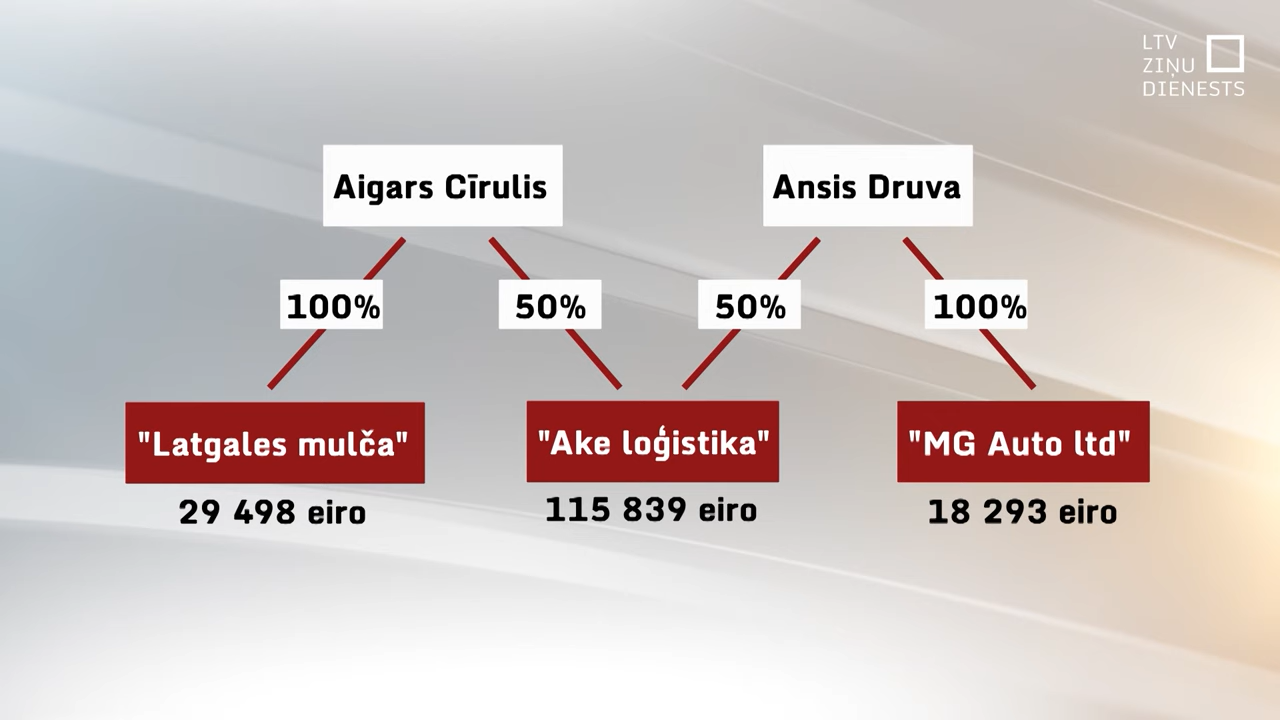 LTV
ZIŅU
DIENESTS
Aigars Cīrulis
Ansis Druva
100%
50%
50%
100%
"Latgales mulča"
"Ake loģistika"
"MG Auto ltd"
29 498 eiro
115 839 eiro
18 293 eiro